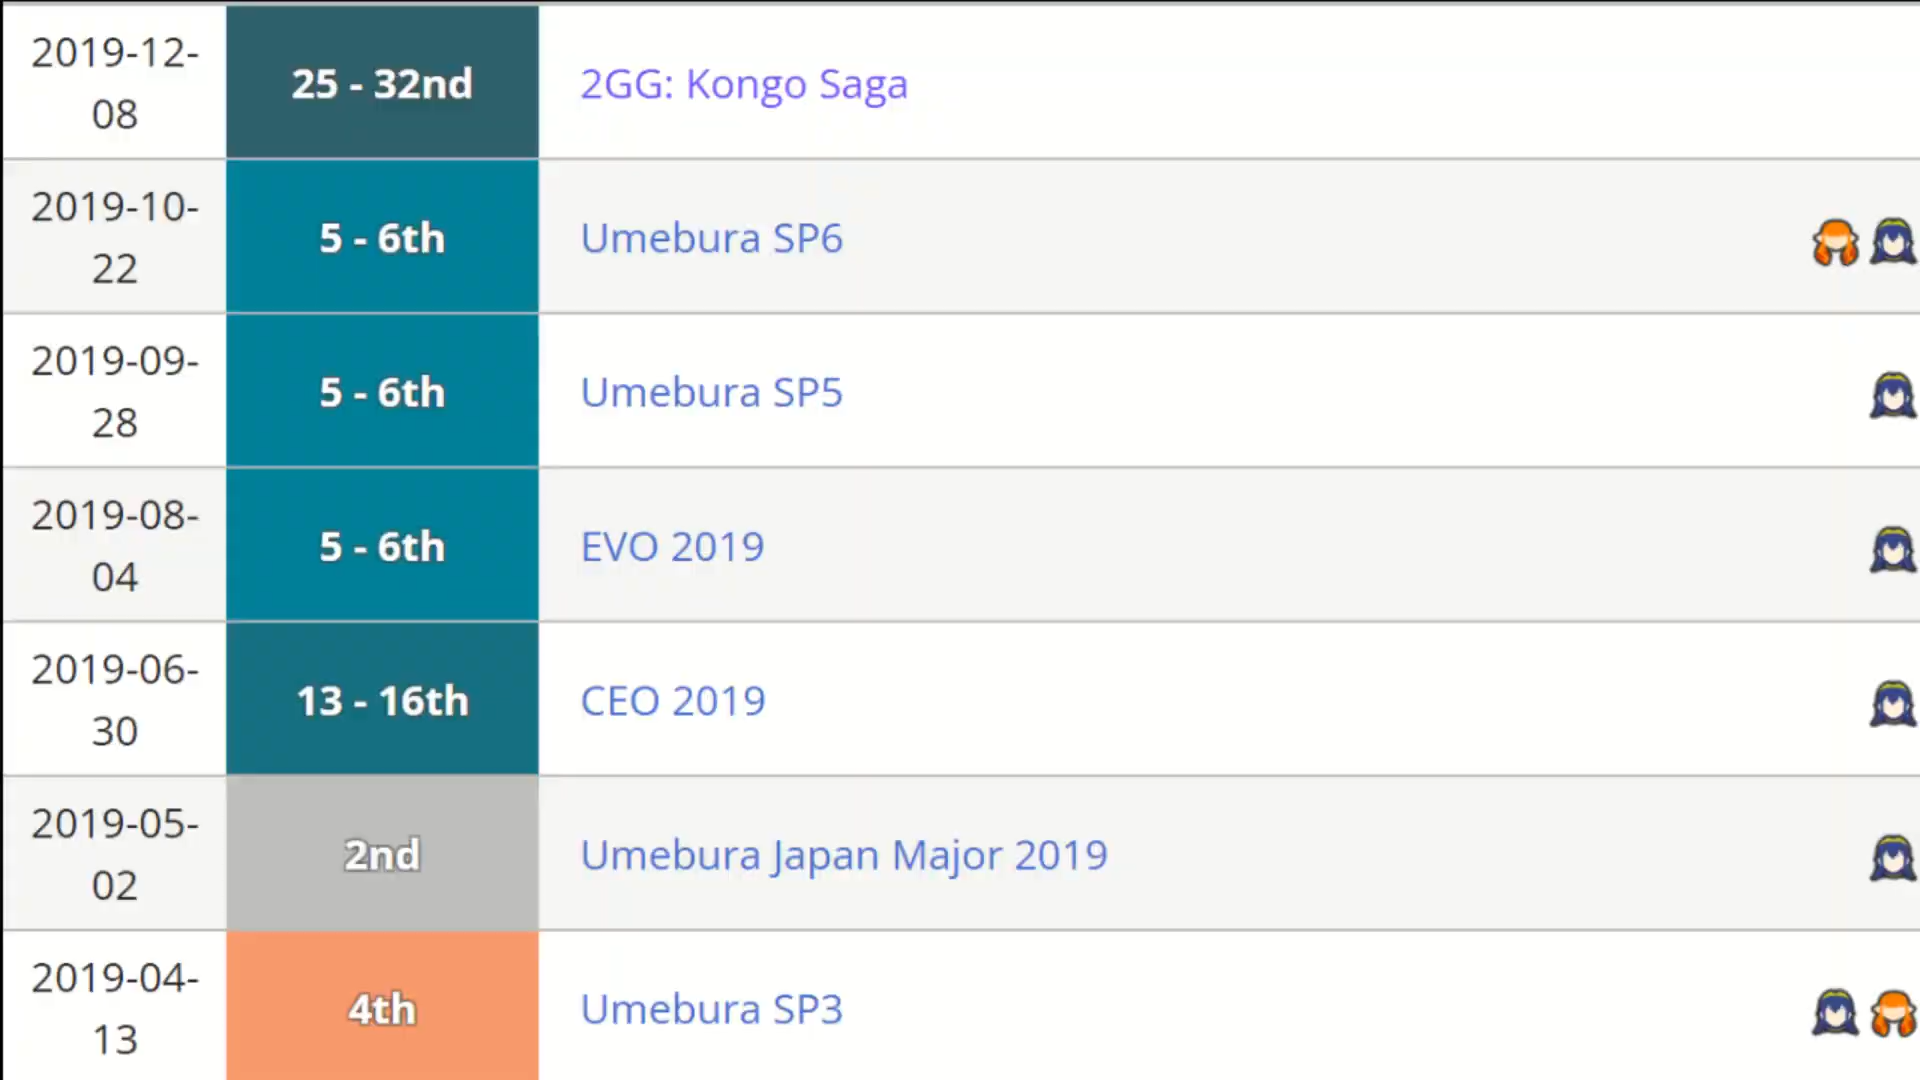 2019-12-
08
25 - 32nd
2GG: Kongo Saga
2019-10-
22
5 - 6th
Umebura SP6
2019-09-
28
5 - 6th
Umebura SP5
2019-08-
04
5 - 6th
EVO 2019
2019-06-
30
13 - 16th
CEO 2019
2019-05-
02
2nd
Umebura Japan Major 2019
2019-04-
13
4th
Umebura SP3